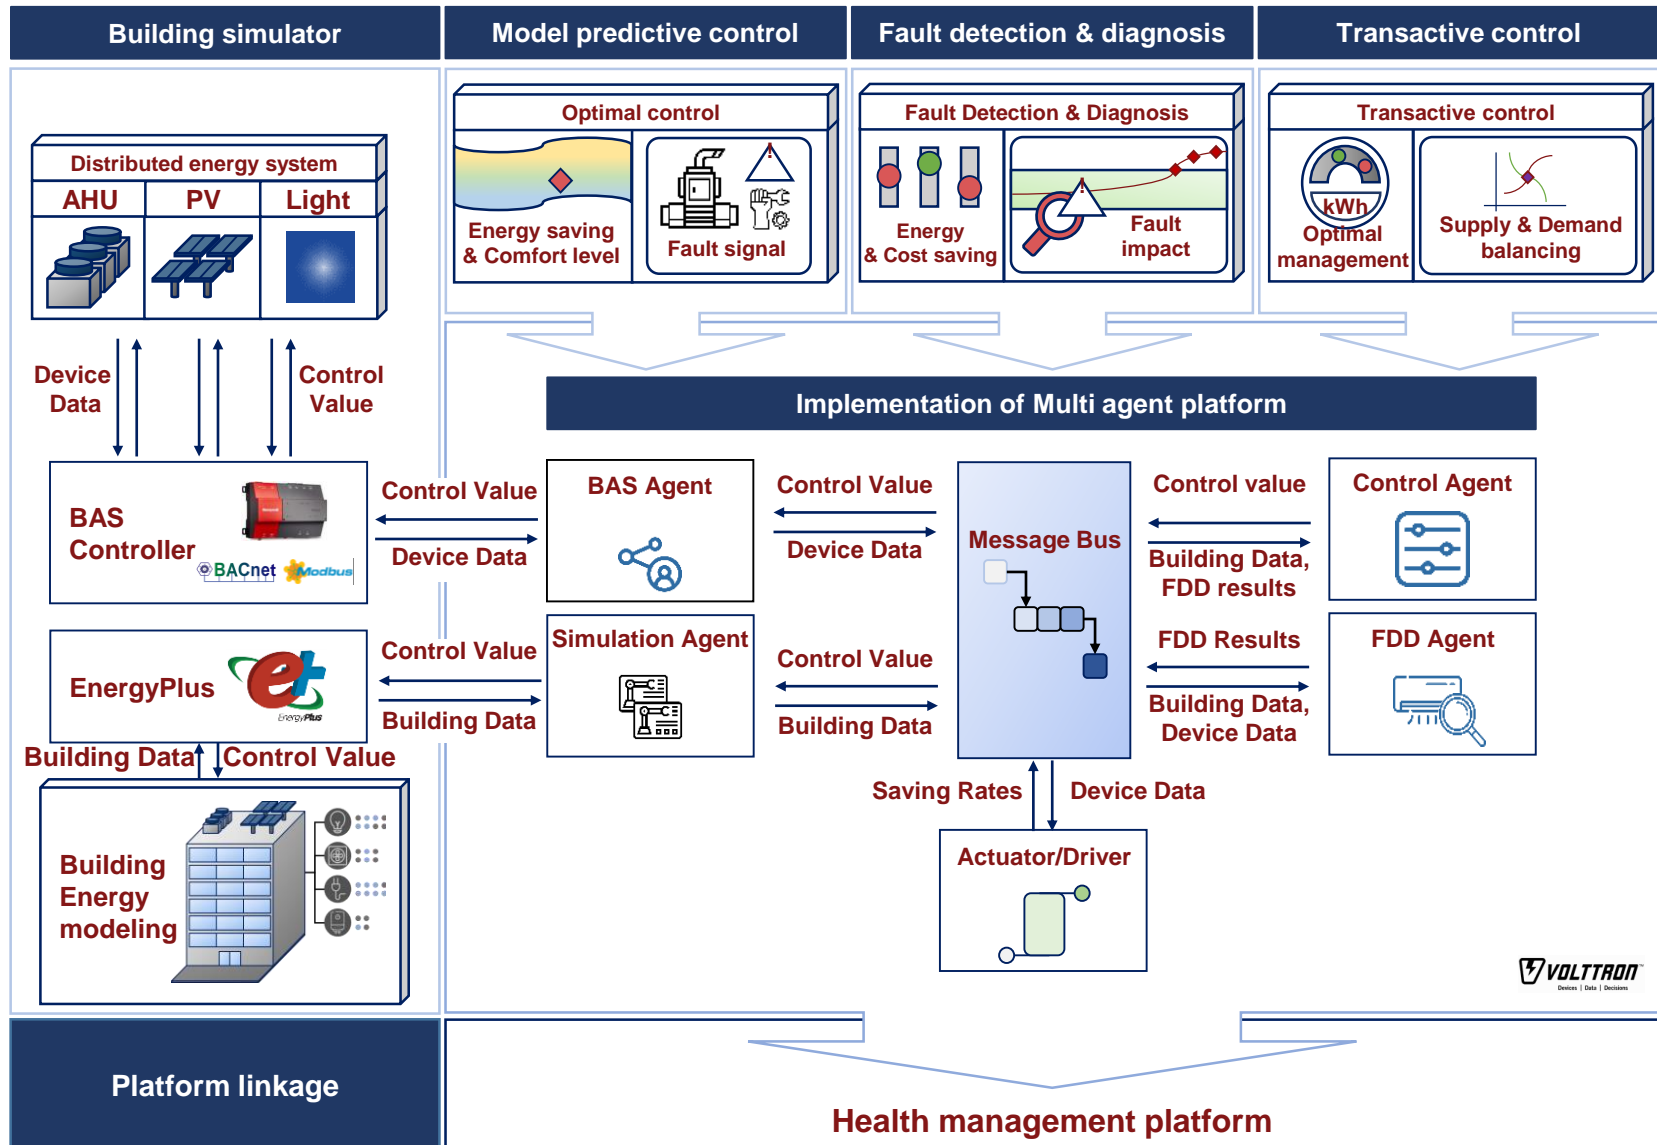 Building simulator
Model predictive control
Fault detection & diagnosis
Transactive control
Distributed energy system
AHU
PV
Light
Optimal control
Energy saving
& Comfort level
Fault signal
Fault Detection & Diagnosis
Energy
& Cost saving
Fault
impact
Transactive control
kWh
Optimal
management
Supply & Demand
balancing
Device
Data
Control
Value
Implementation of Multi agent platform
BAS
Controller
BACnet
Modbus
Control Value
Device Data
BAS Agent
Control Value
Device Data
Message Bus
Control value
Building Data,
FDD results
Control Agent
EnergyPlus
EnergyPlus
Control Value
Building Data
Simulation Agent
Control Value
Building Data
FDD Results
Building Data,
Device Data
FDD Agent
Building Data
Control Value
Saving Rates
Device Data
Building
Energy
modeling
Actuator/Driver
VOLTTRON™
Devices | Data | Decisions
Platform linkage
Health management platform